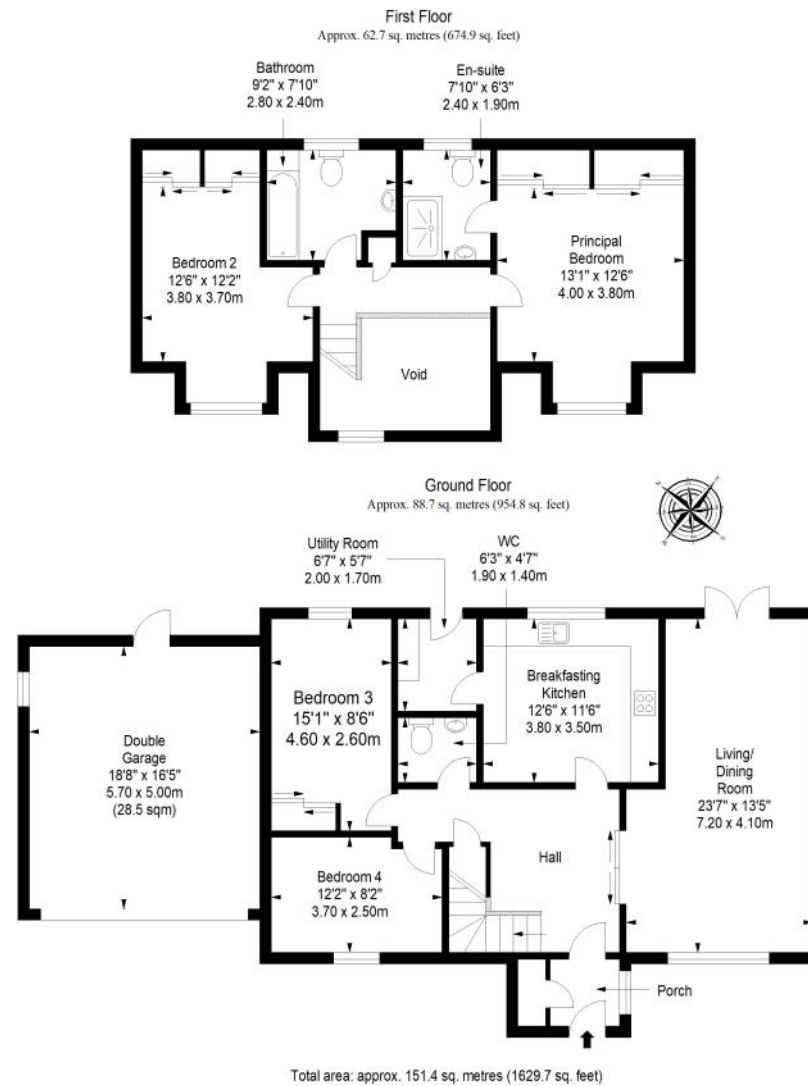 First Floor
Approx. 62.7 sq. metres (674.9 sq. feet)
Bathroom
9'2" x 7'10"
2.80 x 2.40m
En-suite
7'10" x 6'3"
2.40 x 1.90m
Bedroom 2
12'6" x 12'2"
3.80 x 3.70m
Principal
Bedroom
13'1" x 12'6"
4.00 x 3.80m
Void
Ground Floor
Approx. 88.7 sq. metres (954.8 sq. feet)
Utility Room
6'7" x 5'7"
2.00 x 1.70m
WC
6'3" x 4'7"
1.90 x 1.40m
Double
Garage
18'8" x 16'5"
5.70 x 5.00m
(28.5 sqm)
Bedroom 3
15'1" x 8'6"
4.60 x 2.60m
Breakfasting
Kitchen
12'6" x 11'6"
3.80 x 3.50m
Living/
Dining
Room
23'7" x 13'5"
7.20 x 4.10m
Hall
Bedroom 4
12'2" x 8'2"
3.70 x 2.50m
Porch
Total area: approx. 151.4 sq. metres (1629.7 sq. feet)